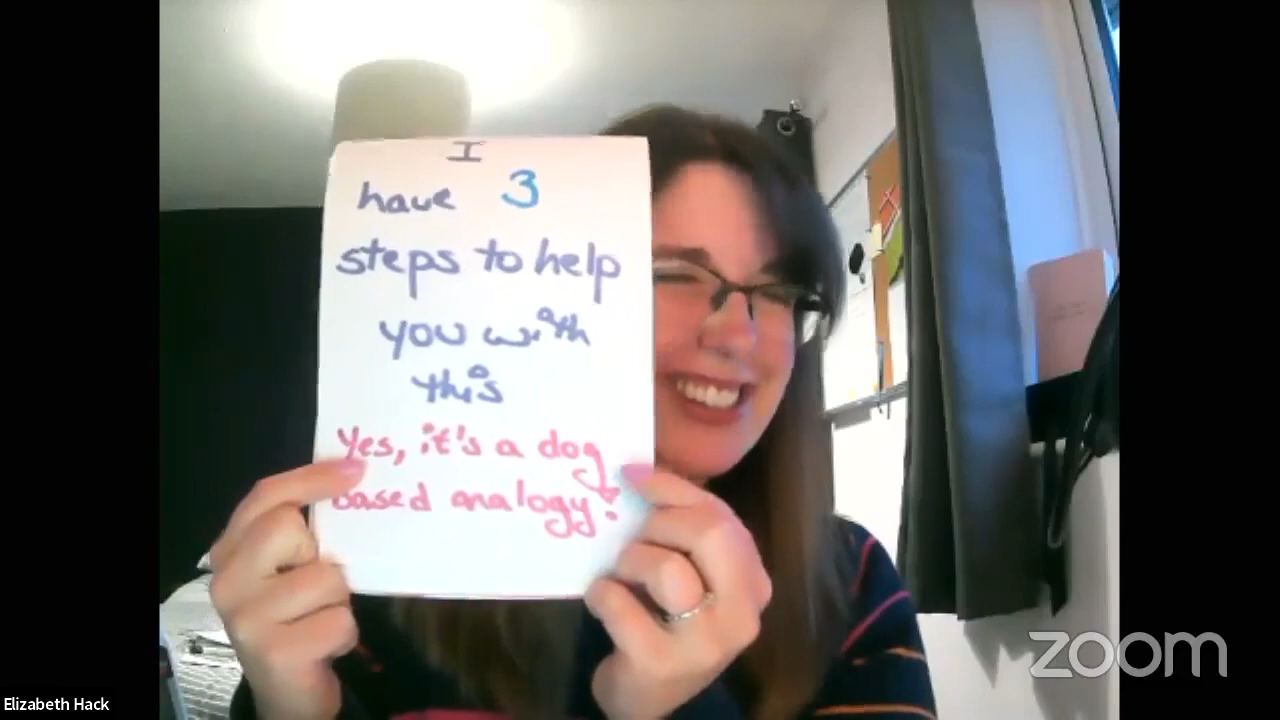 I
have 3
steps to help
you with
this
Yes, it's a dog
based analogy!
Elizabeth Hack
zoom